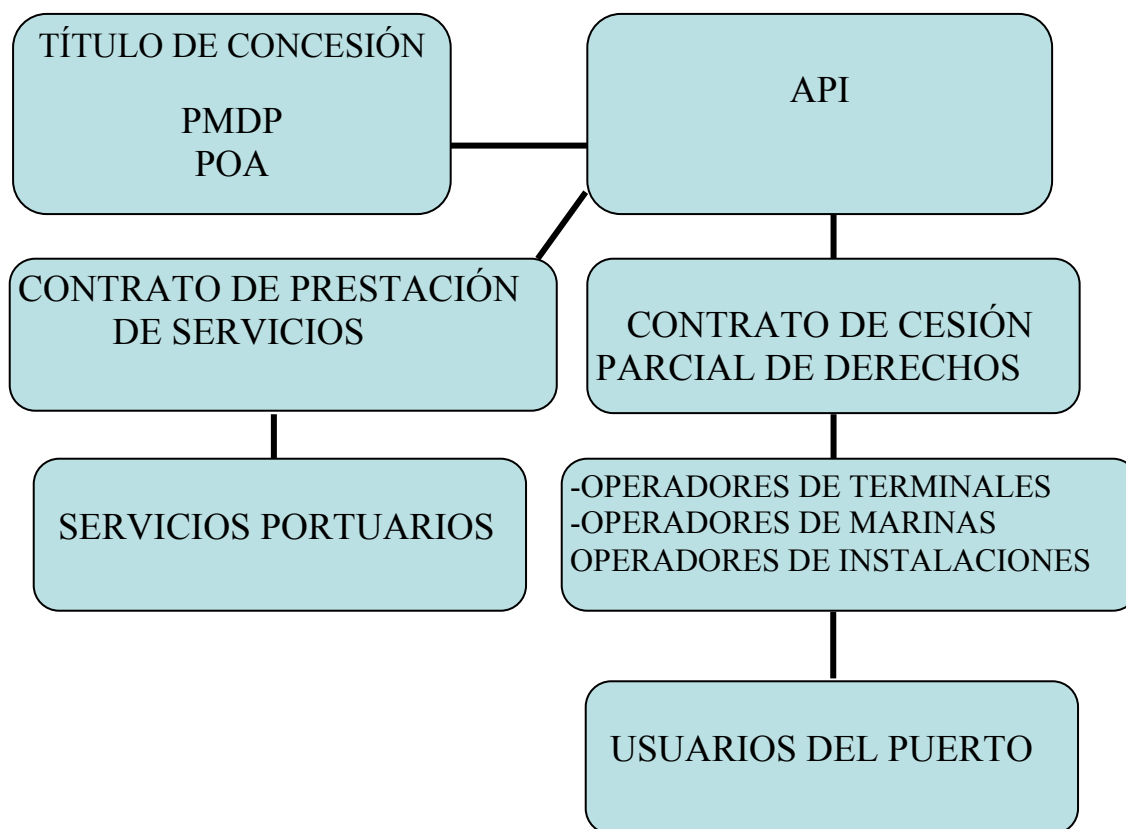 TÍTULO DE CONCESIÓN
PMDP
POA
API
CONTRATO DE PRESTACIÓN
DE SERVICIOS
CONTRATO DE CESIÓN
PARCIAL DE DERECHOS
SERVICIOS PORTUARIOS
-OPERADORES DE TERMINALES
-OPERADORES DE MARINAS
OPERADORES DE INSTALACIONES
USUARIOS DEL PUERTO